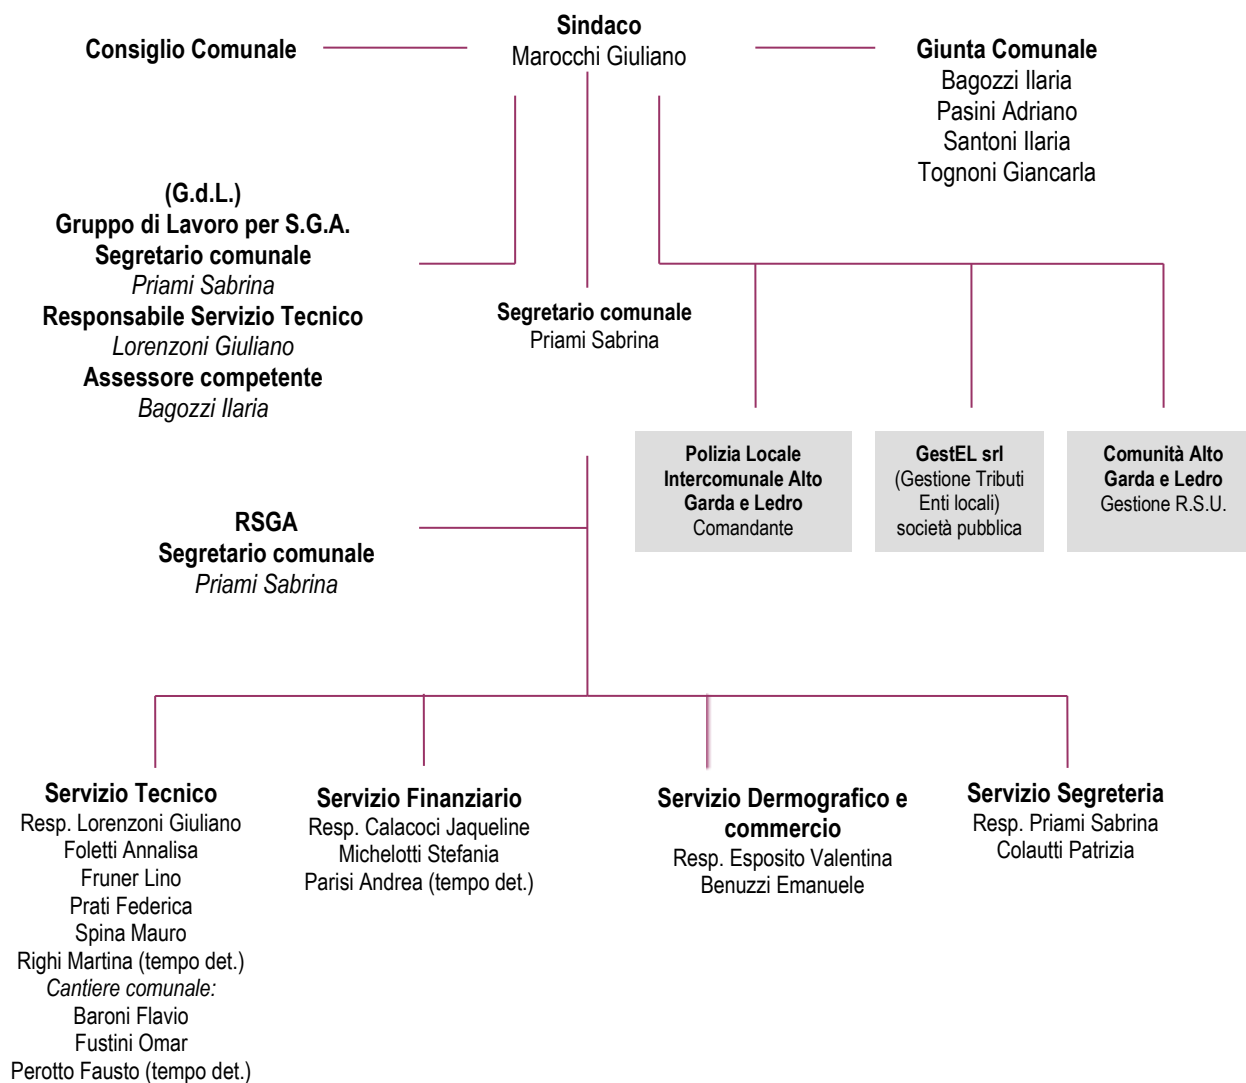 Consiglio Comunale
Sindaco
Marocchi Giuliano
Giunta Comunale
Bagozzi Ilaria
Pasini Adriano
Santoni Ilaria
Tognoni Giancarla
(G.d.L.)
Gruppo di Lavoro per S.G.A.
Segretario comunale
Priami Sabrina
Responsabile Servizio Tecnico
Lorenzoni Giuliano
Assessore competente
Bagozzi Ilaria
Segretario comunale
Priami Sabrina
Polizia Locale
Intercomunale Alto
Garda e Ledro
Comandante
GestEL srl
(Gestione Tributi
Enti locali)
società pubblica
Comunità Alto
Garda e Ledro
Gestione R.S.U.
RSGA
Segretario comunale
Priami Sabrina
Servizio Tecnico
Resp. Lorenzoni Giuliano
Foletti Annalisa
Fruner Lino
Prati Federica
Spina Mauro
Righi Martina (tempo det.)
Cantiere comunale:
Baroni Flavio
Fustini Omar
Perotto Fausto (tempo det.)
Servizio Finanziario
Resp. Calacoci Jaqueline
Michelotti Stefania
Parisi Andrea (tempo det.)
Servizio Dermografico e
commercio
Resp. Esposito Valentina
Benuzzi Emanuele
Servizio Segreteria
Resp. Priami Sabrina
Colautti Patrizia